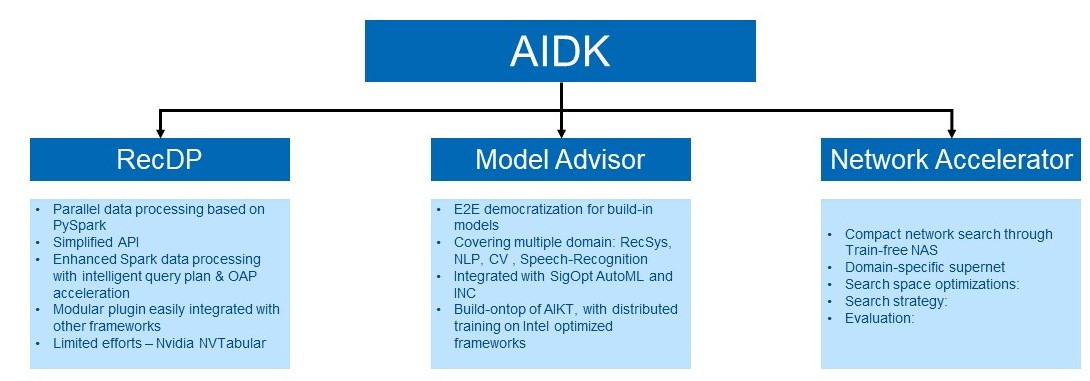 AIDK
RecDP
• Parallel data processing based on
PySpark
• Simplified API
• Enhanced Spark data processing
with intelligent query plan & OAP
acceleration
• Modular plugin easily integrated with
other frameworks
• Limited efforts – Nvidia NVTabular
Model Advisor
• E2E democratization for build-in
models
• Covering multiple domain: RecSys,
NLP, CV , Speech-Recognition
• Integrated with SigOpt AutoML and
INC
• Build-ontop of AIKT, with distributed
training on Intel optimized
frameworks
Network Accelerator
• Compact network search through
Train-free NAS
• Domain-specific supernet
• Search space optimizations:
• Search strategy:
• Evaluation: